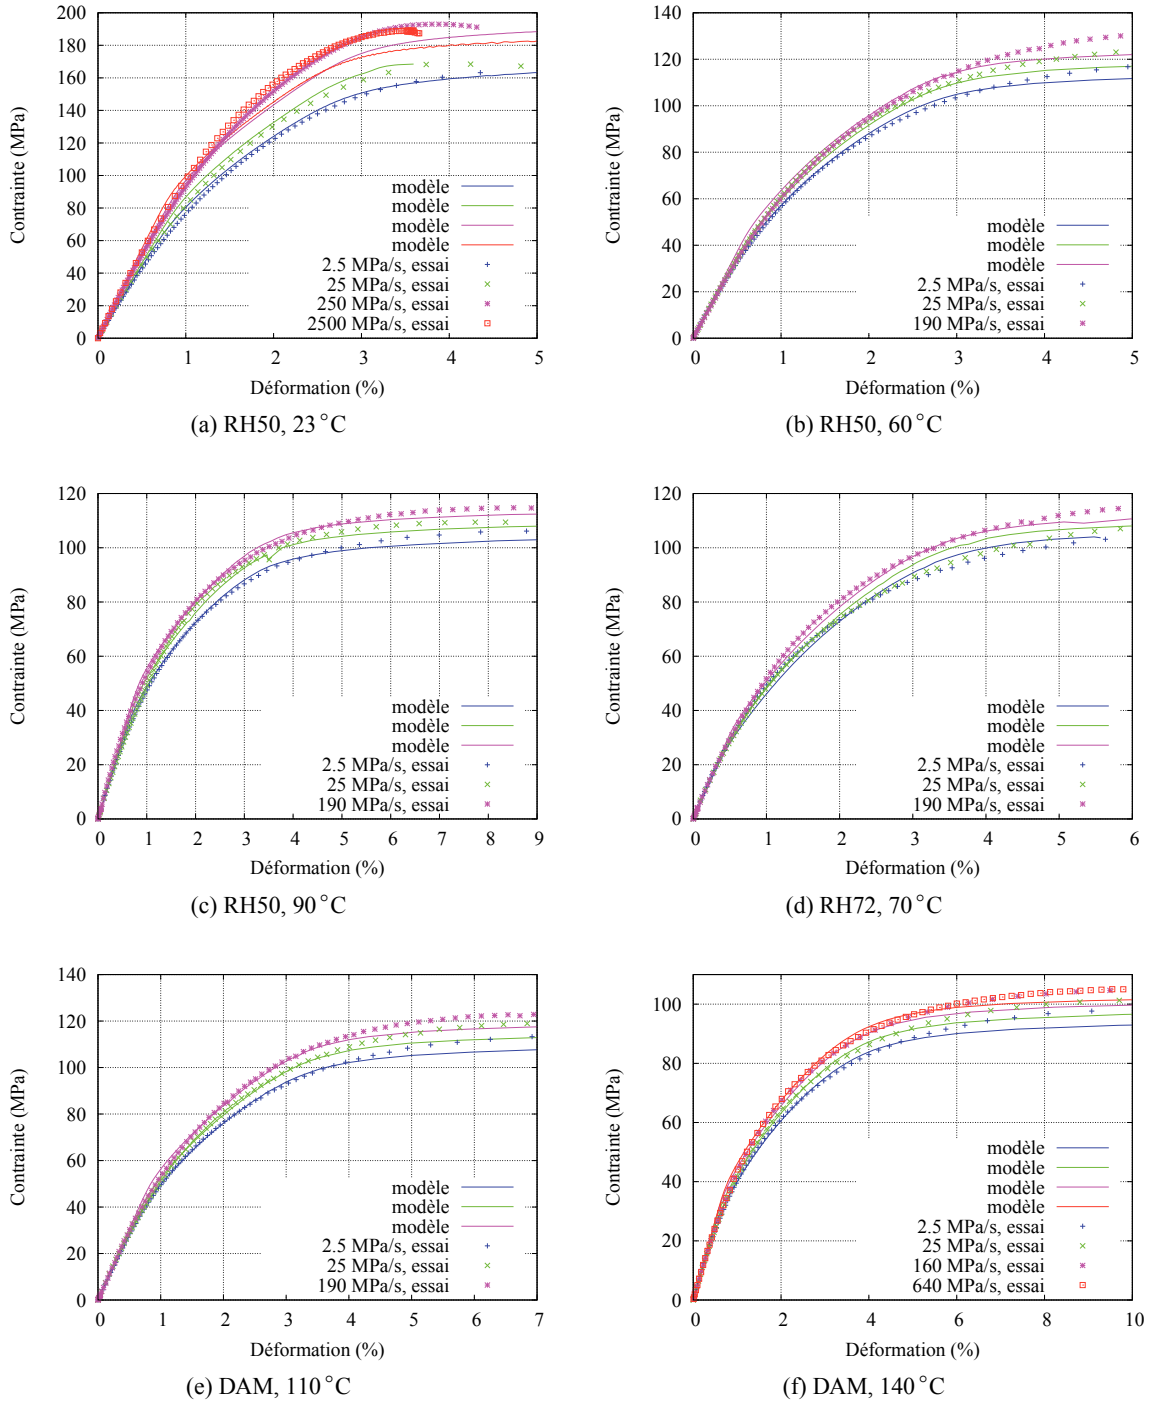 200
180
160
140
120
100
80
60
40
20
0
Contrainte (MPa)
modèle
modèle
modèle
modèle
2.5 MPa/s, essai
25 MPa/s, essai
250 MPa/s, essai
2500 MPa/s, essai
0 1 2 3 4 5
Déformation (%)
(a) RH50, 23 °C
140
120
100
80
60
40
20
0
Contrainte (MPa)
modèle
modèle
modèle
2.5 MPa/s, essai
25 MPa/s, essai
190 MPa/s, essai
0 1 2 3 4 5
Déformation (%)
(b) RH50, 60 °C
120
100
80
60
40
20
0
Contrainte (MPa)
modèle
modèle
modèle
2.5 MPa/s, essai
25 MPa/s, essai
190 MPa/s, essai
0 1 2 3 4 5 6 7 8 9
Déformation (%)
(c) RH50, 90 °C
120
100
80
60
40
20
0
Contrainte (MPa)
modèle
modèle
modèle
2.5 MPa/s, essai
25 MPa/s, essai
190 MPa/s, essai
0 1 2 3 4 5 6
Déformation (%)
(d) RH72, 70 °C
140
120
100
80
60
40
20
0
Contrainte (MPa)
modèle
modèle
modèle
2.5 MPa/s, essai
25 MPa/s, essai
190 MPa/s, essai
0 1 2 3 4 5 6 7
Déformation (%)
(e) DAM, 110 °C
100
80
60
40
20
0
Contrainte (MPa)
modèle
modèle
modèle
modèle
2.5 MPa/s, essai
25 MPa/s, essai
160 MPa/s, essai
640 MPa/s, essai
0 2 4 6 8 10
Déformation (%)
(f) DAM, 140 °C